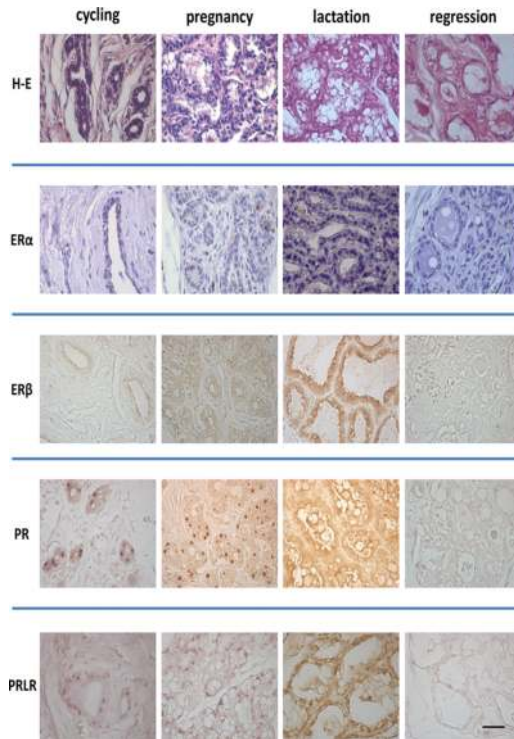 cycling pregnancy lactation regression
H-E
ERα
ERβ
PR
PRLR